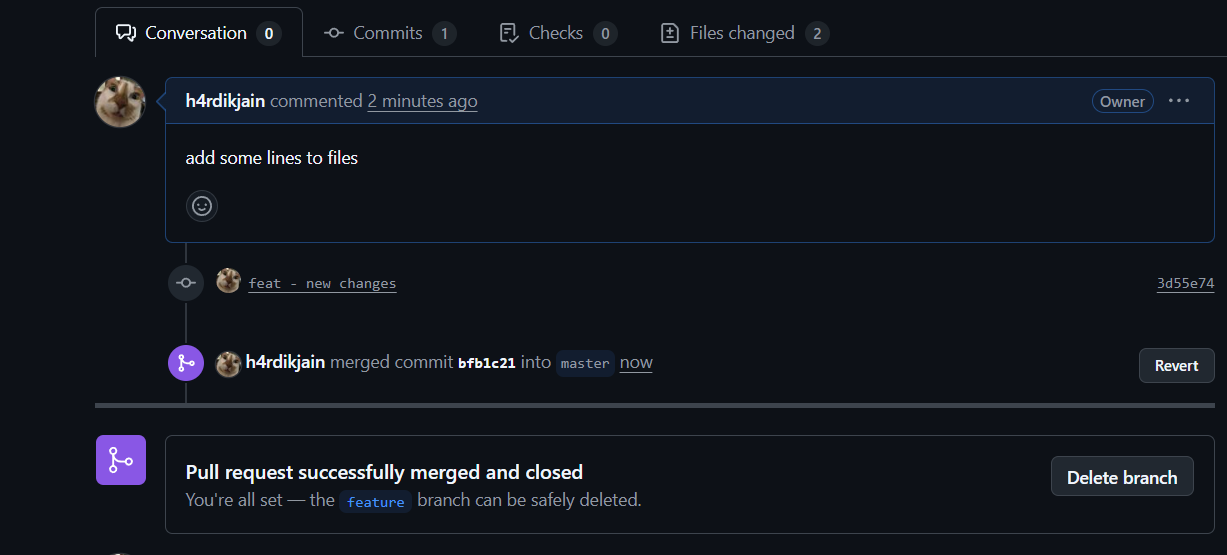 Conversation 0 Commits 1 Checks 0 Files changed 2
h4rdikjain commented 2 minutes ago Owner
add some lines to files
feat - new changes 3d55e74
h4rdikjain merged commit bfb1c21 into master now Revert
Pull request successfully merged and closed
You're all set — the feature branch can be safely deleted.
Delete branch